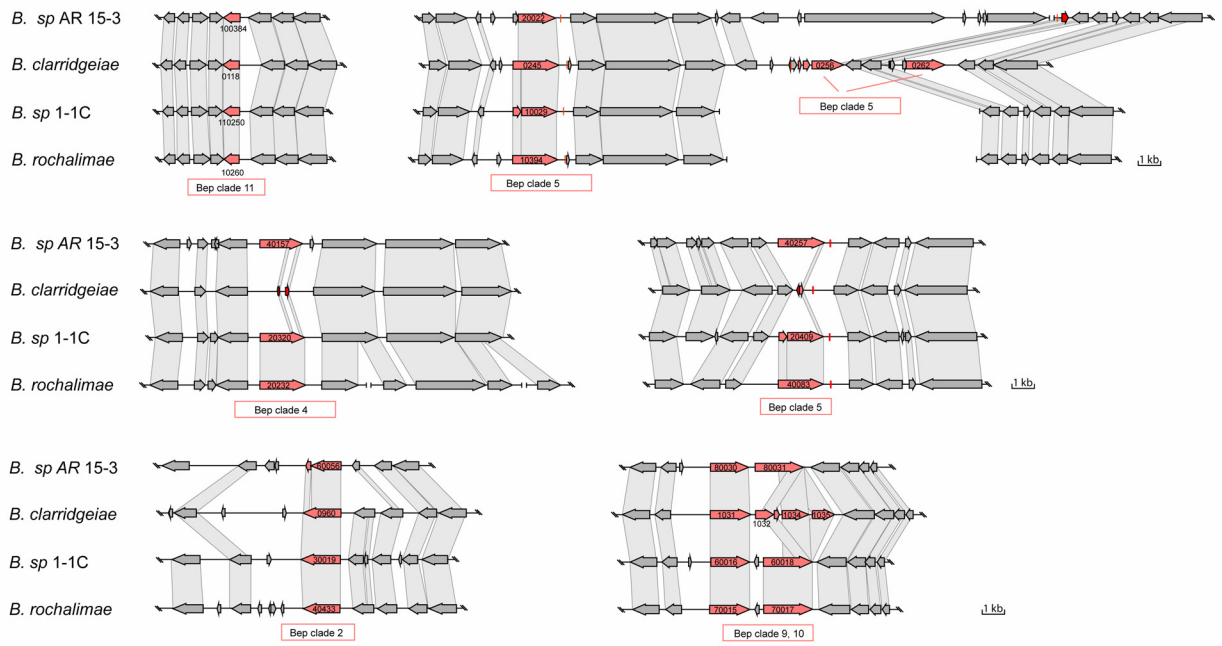 B. sp AR 15-3
100384
20022
B. clarridgeiae
0118
0245
0256
0262
Bep clade 5
B. sp 1-1C
110250
10029
B. rochalimae
10260
10394
1 kb
Bep clade 11
Bep clade 5
B. sp AR 15-3
40157
40257
B. clarridgeiae
B. sp 1-1C
20320
20409
B. rochalimae
20232
40083
1 kb
Bep clade 4
Bep clade 5
B. sp AR 15-3
60056
80030
80031
B. clarridgeiae
0960
1031
1032
1034
1035
B. sp 1-1C
30019
60016
60018
B. rochalimae
40433
70015
70017
1 kb
Bep clade 2
Bep clade 9, 10